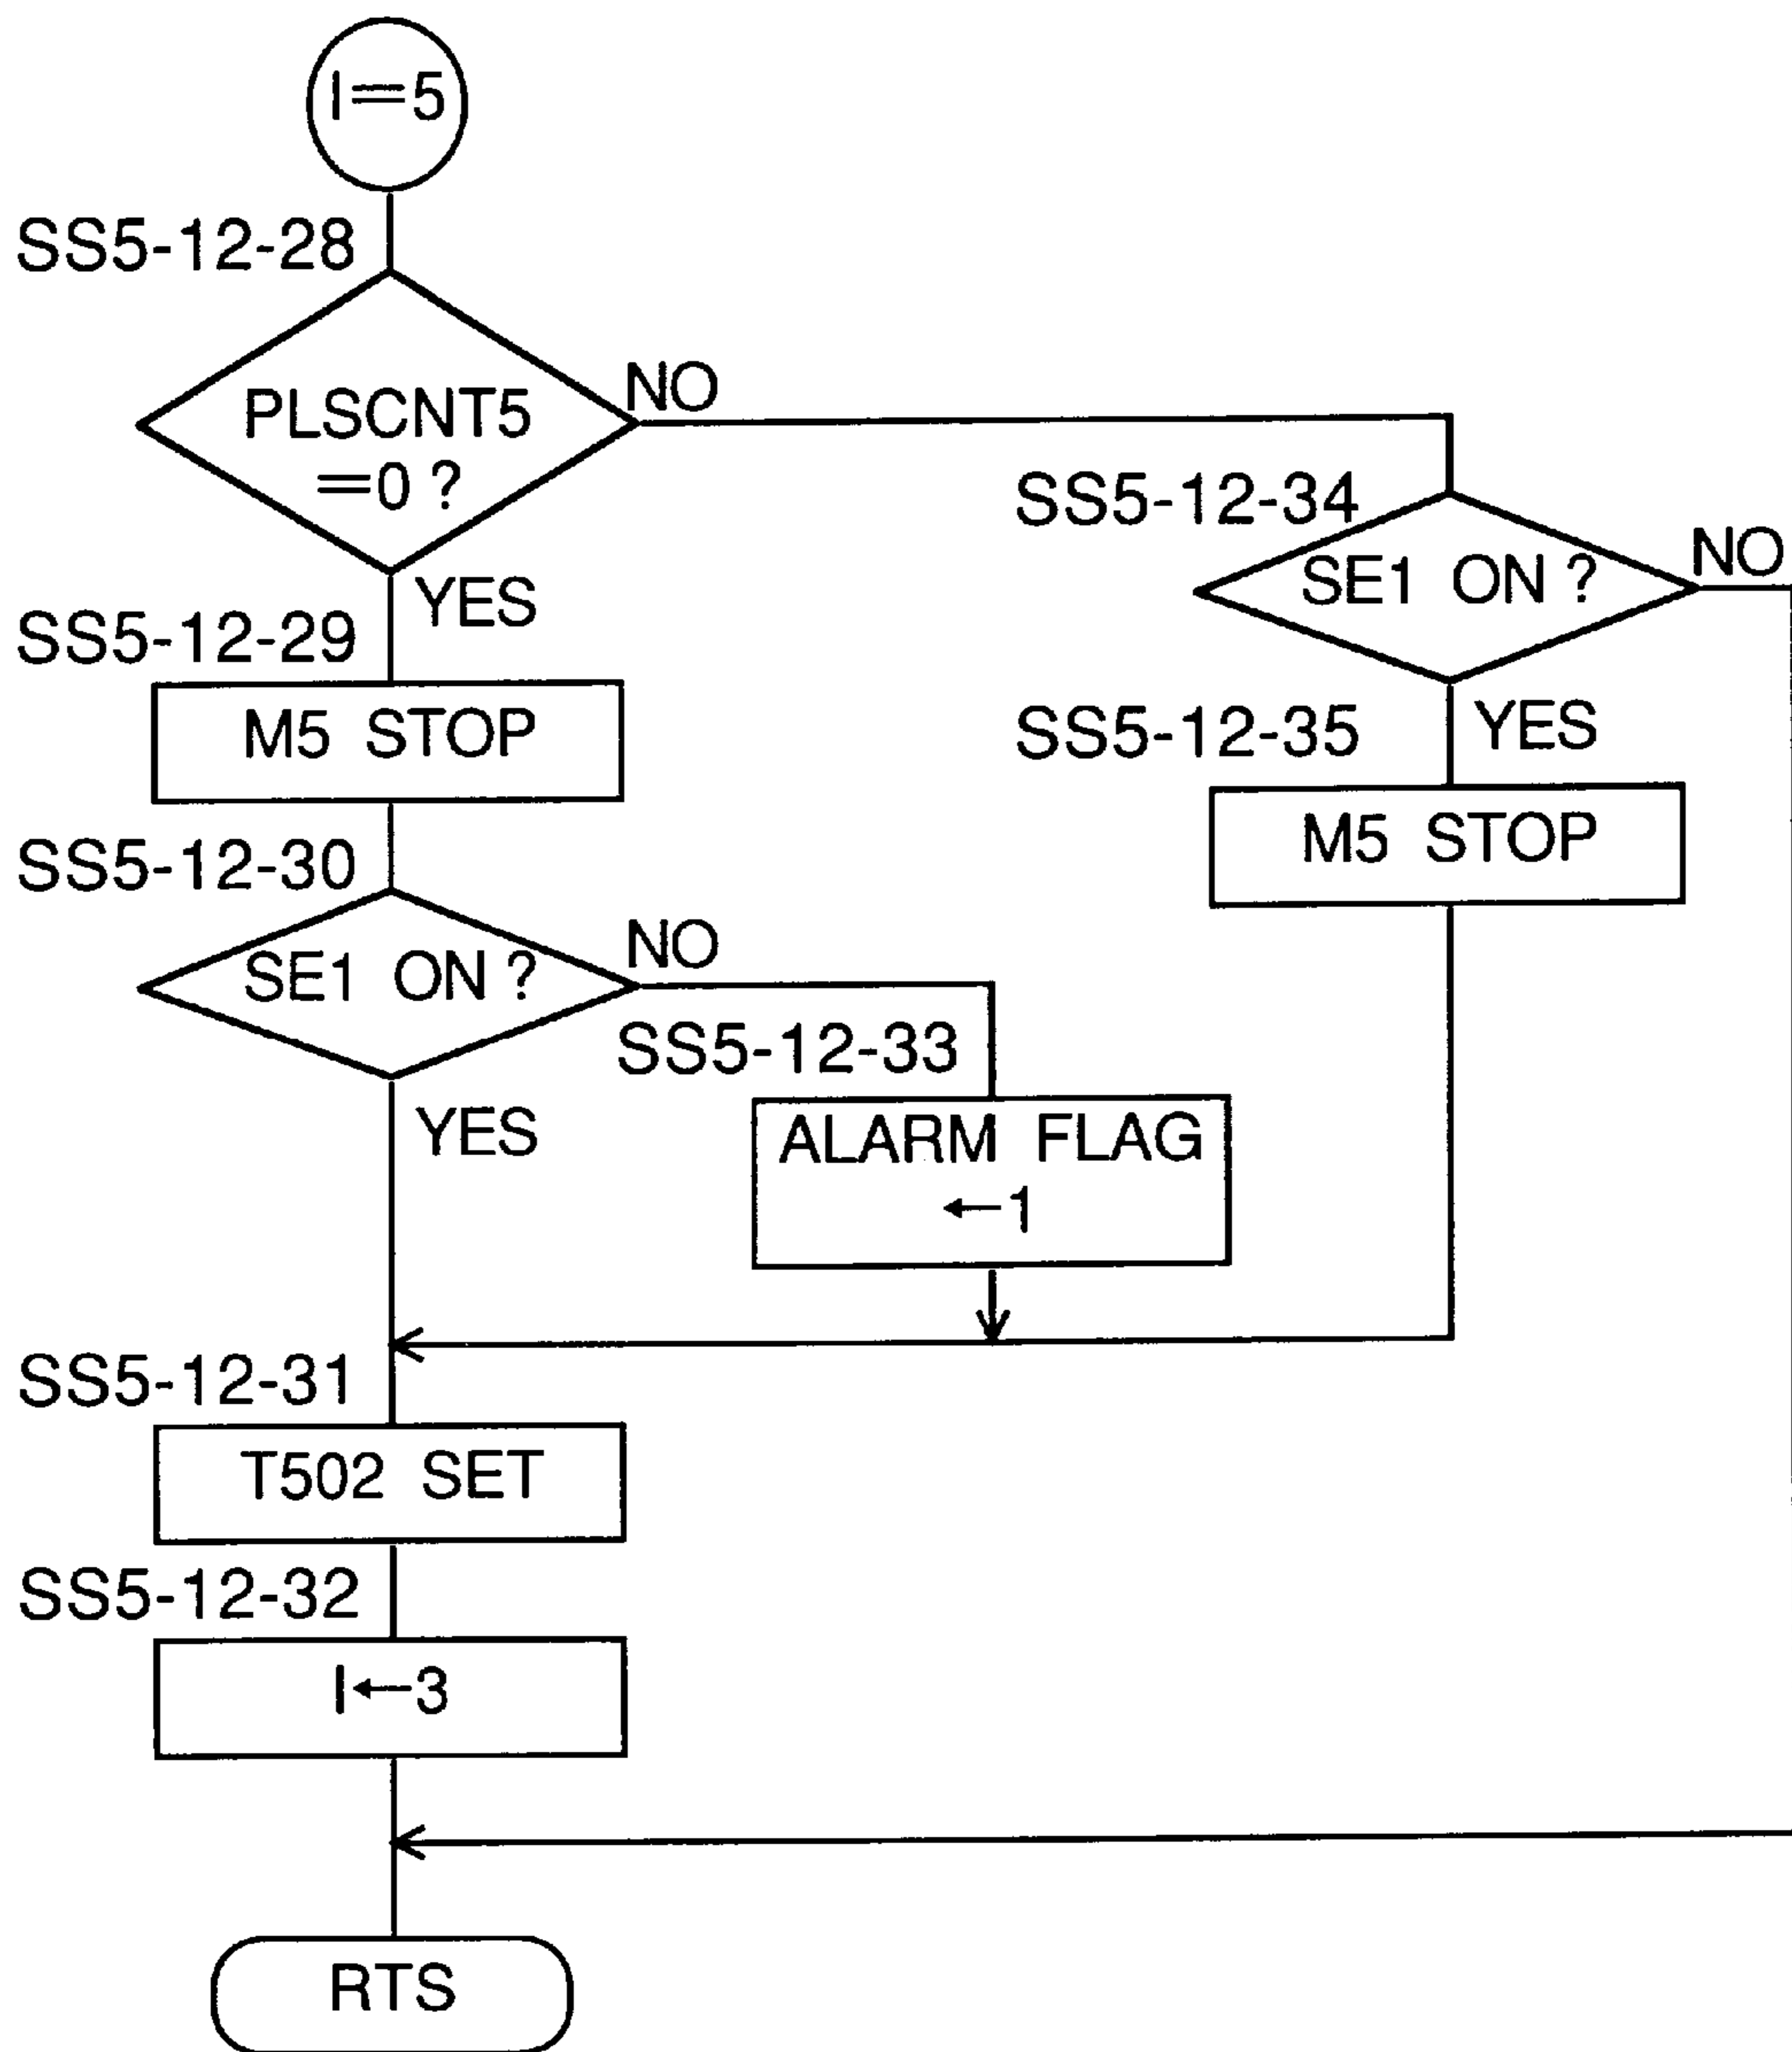 I=5
SS5-12-28
PLSCNT5
=0 ?
NO
YES
SS5-12-34
SE1 ON ?
NO
SS5-12-29
M5 STOP
SS5-12-35
YES
M5 STOP
SS5-12-30
SE1 ON ?
NO
YES
SS5-12-33
ALARM FLAG
←1
SS5-12-31
T502 SET
SS5-12-32
I←3
RTS